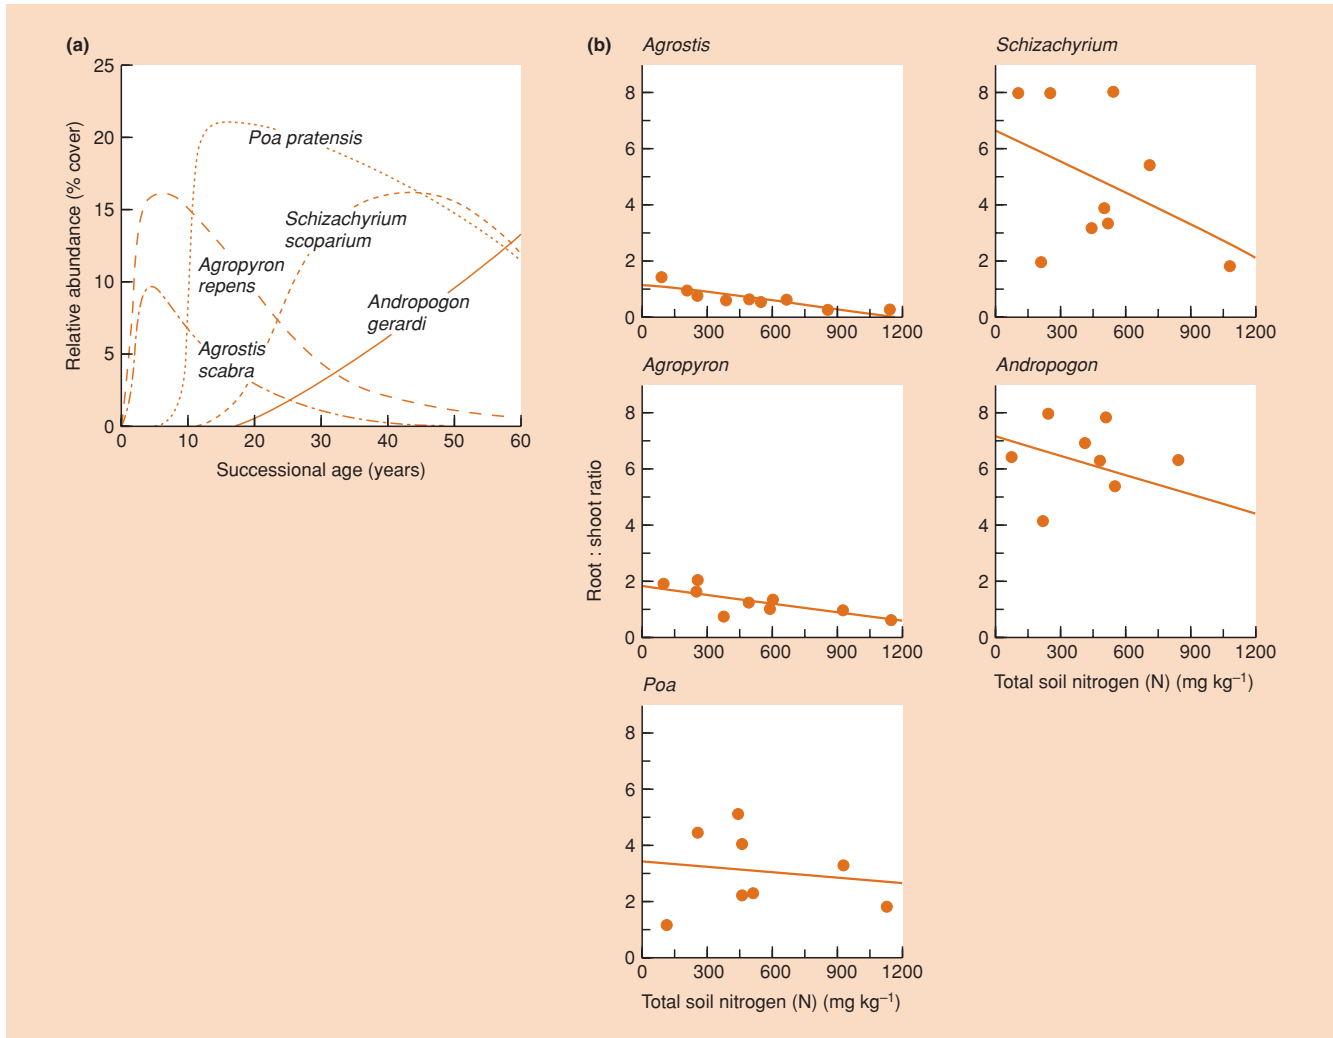 (a)
25
20
15
10
5
0
Relative abundance (% cover)
Poa pratensis
Schizachyrium
scoparium
Agropyron
repens
Andropogon
gerardi
Agrostis
scabra
0 10 20 30 40 50 60
Successional age (years)
(b)
Agrostis
8
6
4
2
0
0 300 600 900 1200
Schizachyrium
8
6
4
2
0
0 300 600 900 1200
Agropyron
8
6
4
2
0
0 300 600 900 1200
Root : shoot ratio
Andropogon
8
6
4
2
0
0 300 600 900 1200
Total soil nitrogen (N) (mg kg⁻¹)
Poa
8
6
4
2
0
0 300 600 900 1200
Total soil nitrogen (N) (mg kg⁻¹)